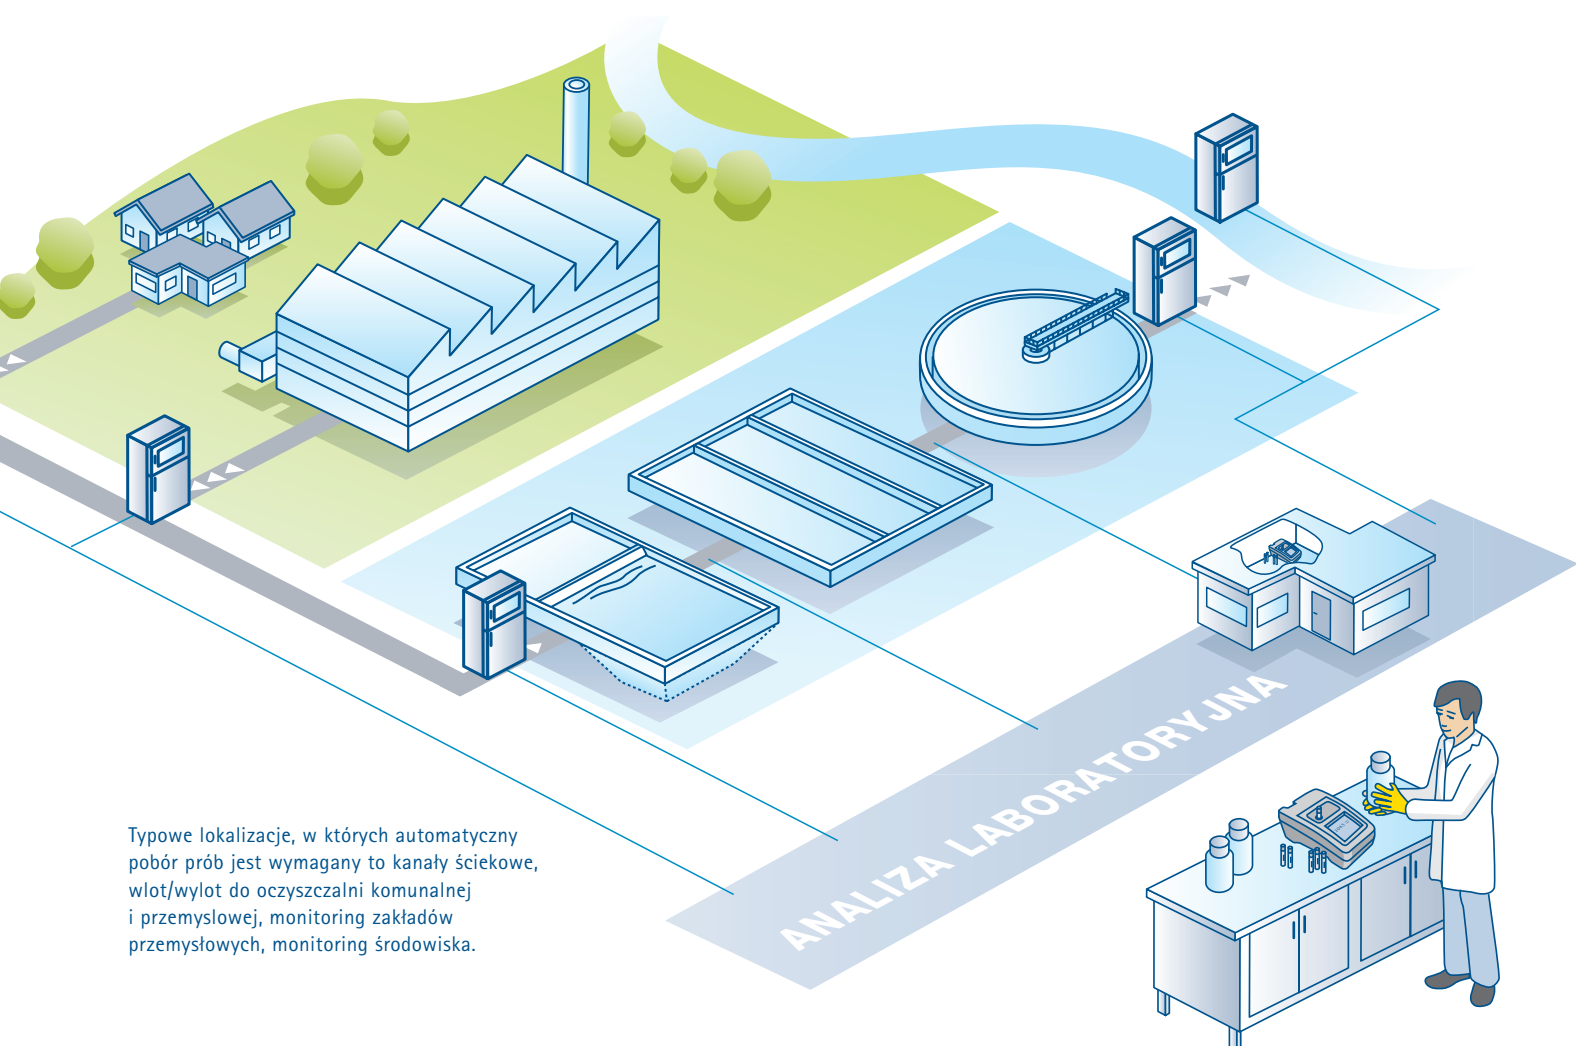 ANALIZA LABORATORYJNA
Typowe lokalizacje, w których automatyczny
pobór prób jest wymagany to kanały ściekowe,
wlot/wylot do oczyszczalni komunalnej
i przemyslowej, monitoring zakładów
przemysłowych, monitoring środowiska.